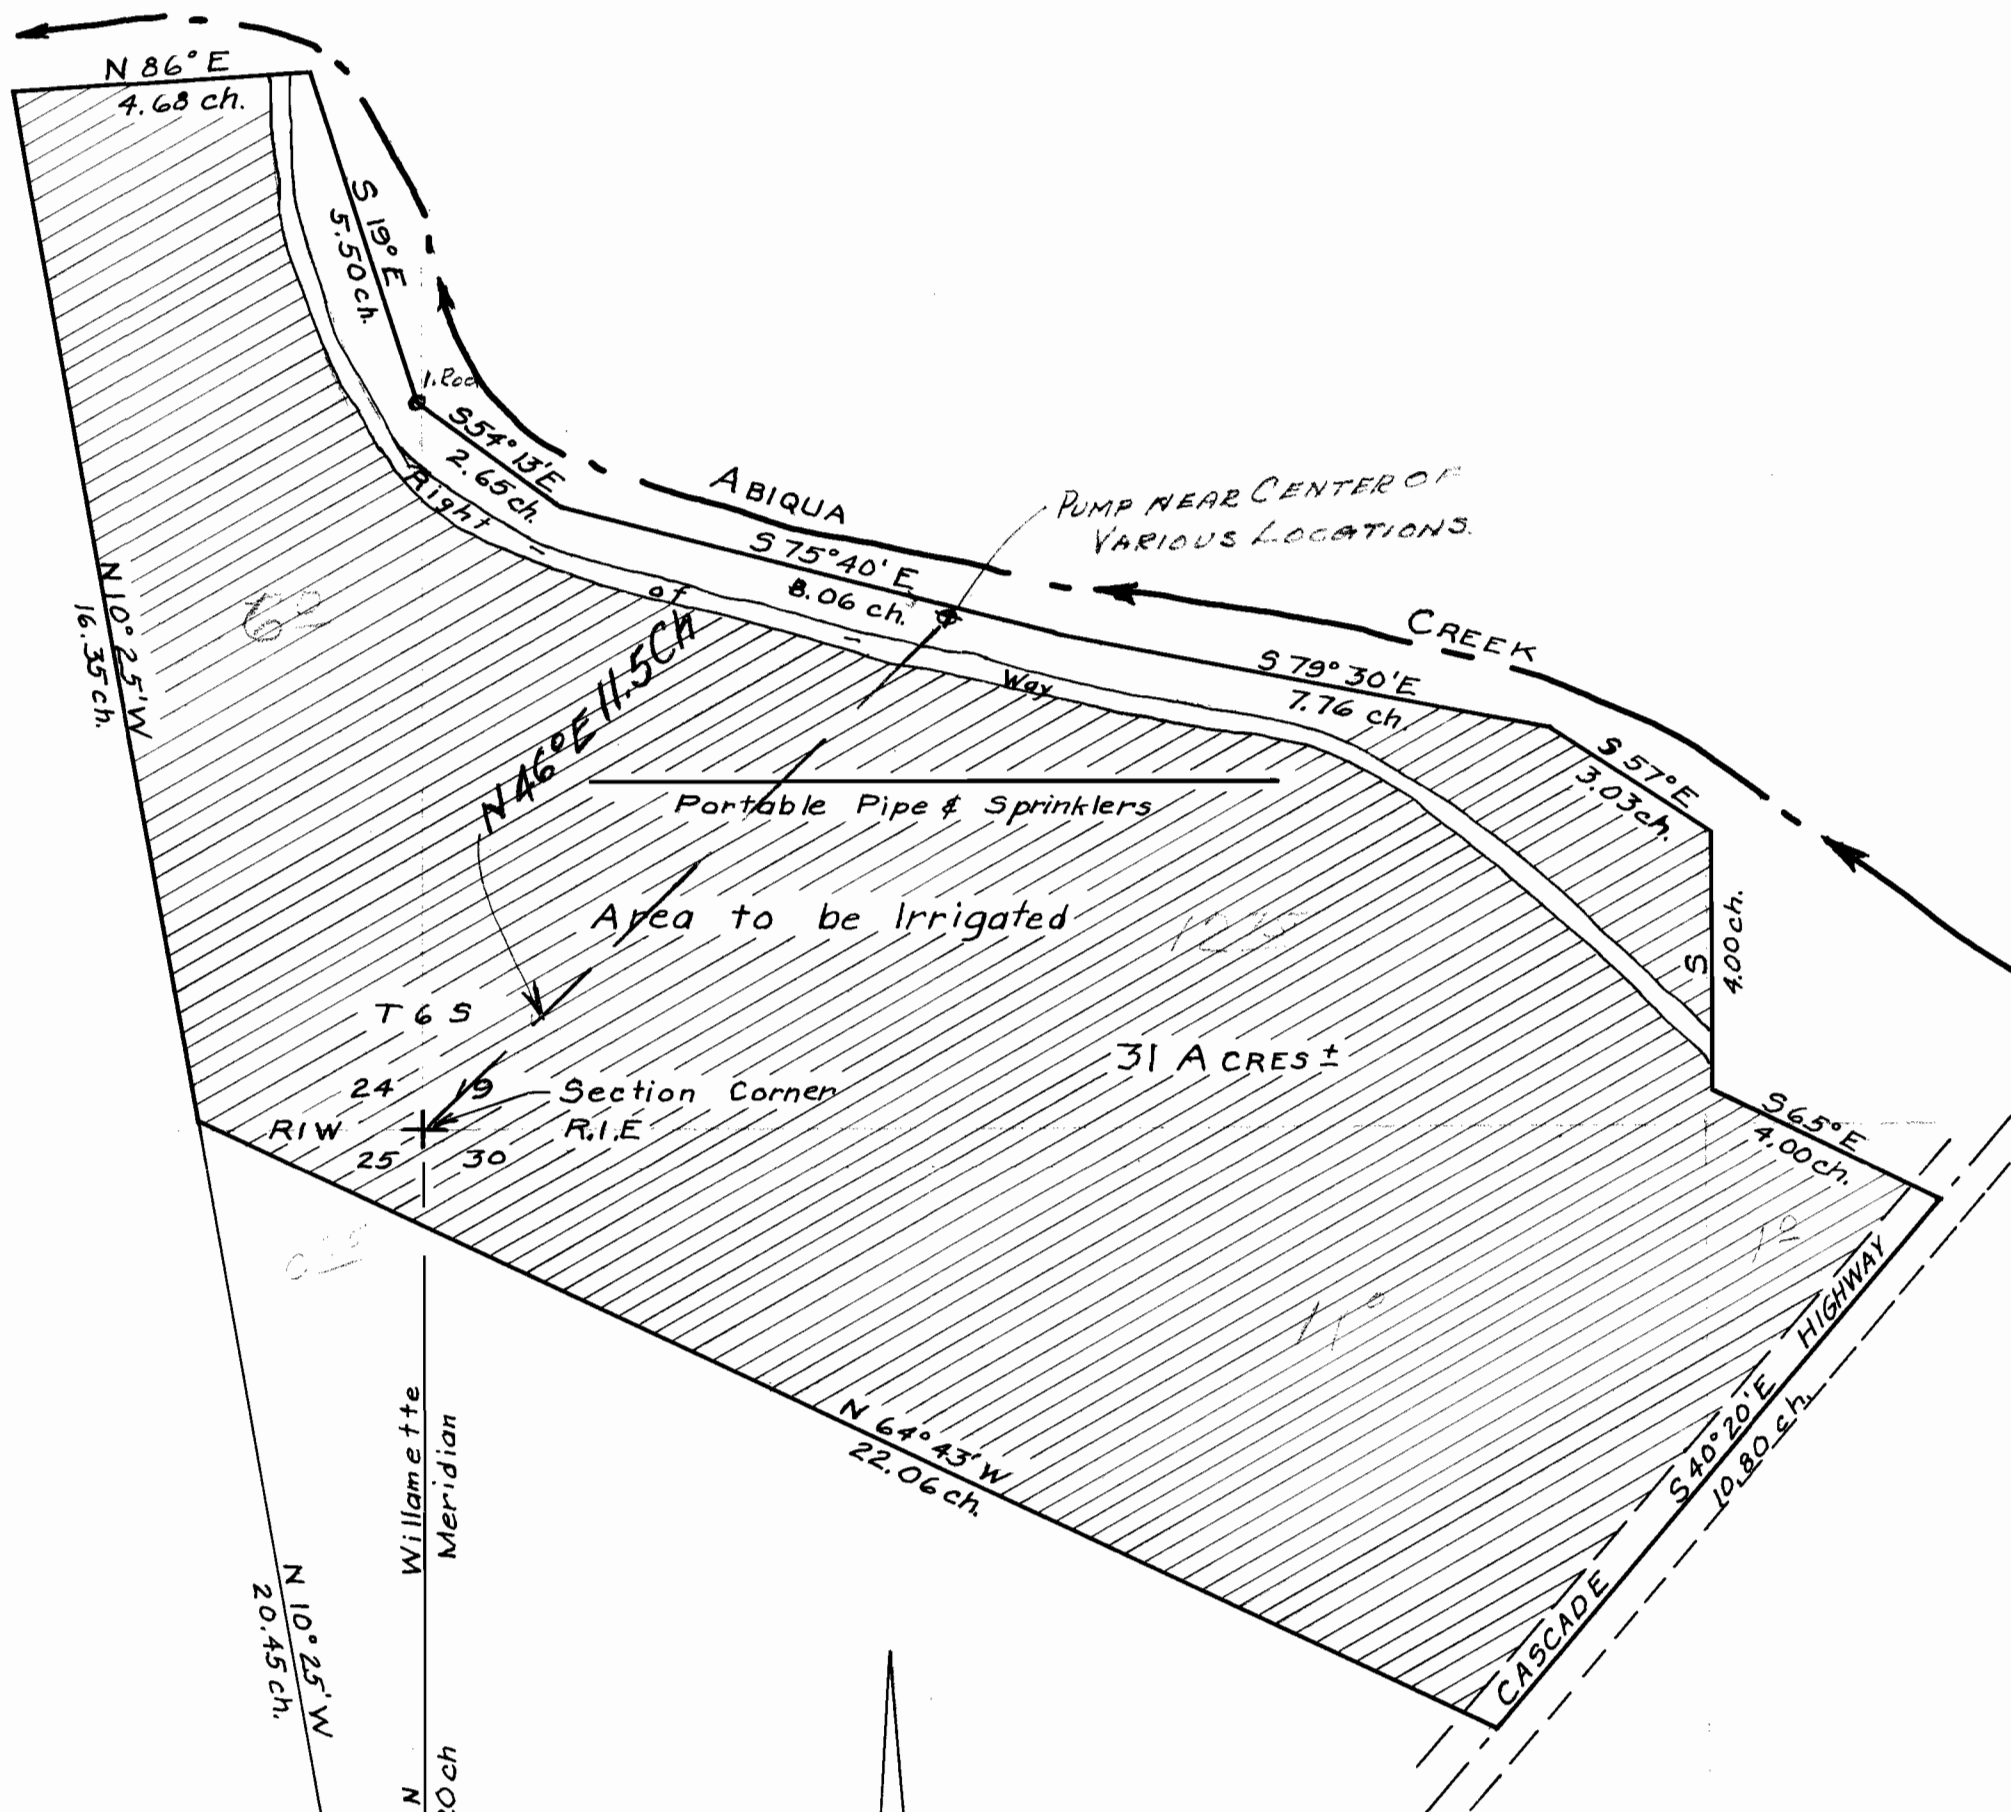 N 86° E
4.68 ch.
S 19° E
5.50 ch.
S 54° 13' E
2.65 ch.
ABIQUA
CREEK
PUMP NEAR CENTER OF
VARIOUS LOCATIONS.
S 75° 40' E
8.06 ch.
Right - of - Way
S 79° 30' E
7.76 ch.
S 57° E
3.03 ch.
S
4.00 ch.
S 65° E
4.00 ch.
N 10° 25' W
16.35 ch.
N 46° E 11.5 Ch
Portable Pipe & Sprinklers
Area to be Irrigated
T 6 S
31 ACRES ±
24 19
Section Corner
R1W
R.1.E
25 30
CASCADE HIGHWAY
S 40° 20' E
10.80 ch.
N 64° 43' W
22.06 ch.
Willamette
Meridian
N 10° 25' W
20.45 ch.
N